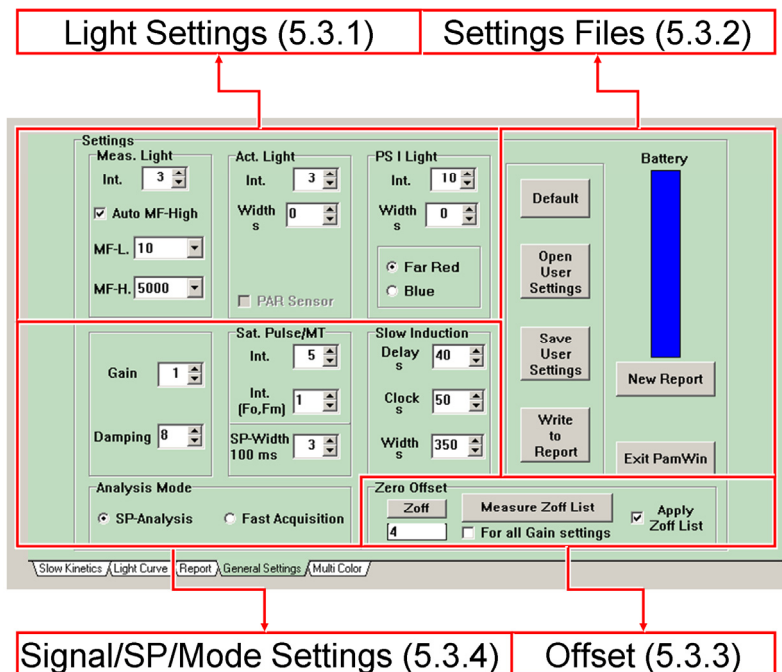 Light Settings (5.3.1)
Settings Files (5.3.2)
Settings
Meas. Light
Int. 3
Auto MF-High
MF-L. 10
MF-H. 5000
Act. Light
Int. 3
Width s 0
PAR Sensor
PS I Light
Int. 10
Width s 0
Far Red
Blue
Default
Open
User
Settings
Save
User
Settings
Write
to
Report
Battery
New Report
Exit PamWin
Gain 1
Damping 8
Sat. Pulse/MT
Int. 5
Int.
(Fo,Fm) 1
SP-Width
100 ms 3
Slow Induction
Delay s 40
Clock s 50
Width s 350
Analysis Mode
SP-Analysis
Fast Acquisition
Zero Offset
Zoff
4
Measure Zoff List
For all Gain settings
Apply
Zoff List
Slow Kinetics
Light Curve
Report
General Settings
Multi Color
Signal/SP/Mode Settings (5.3.4)
Offset (5.3.3)